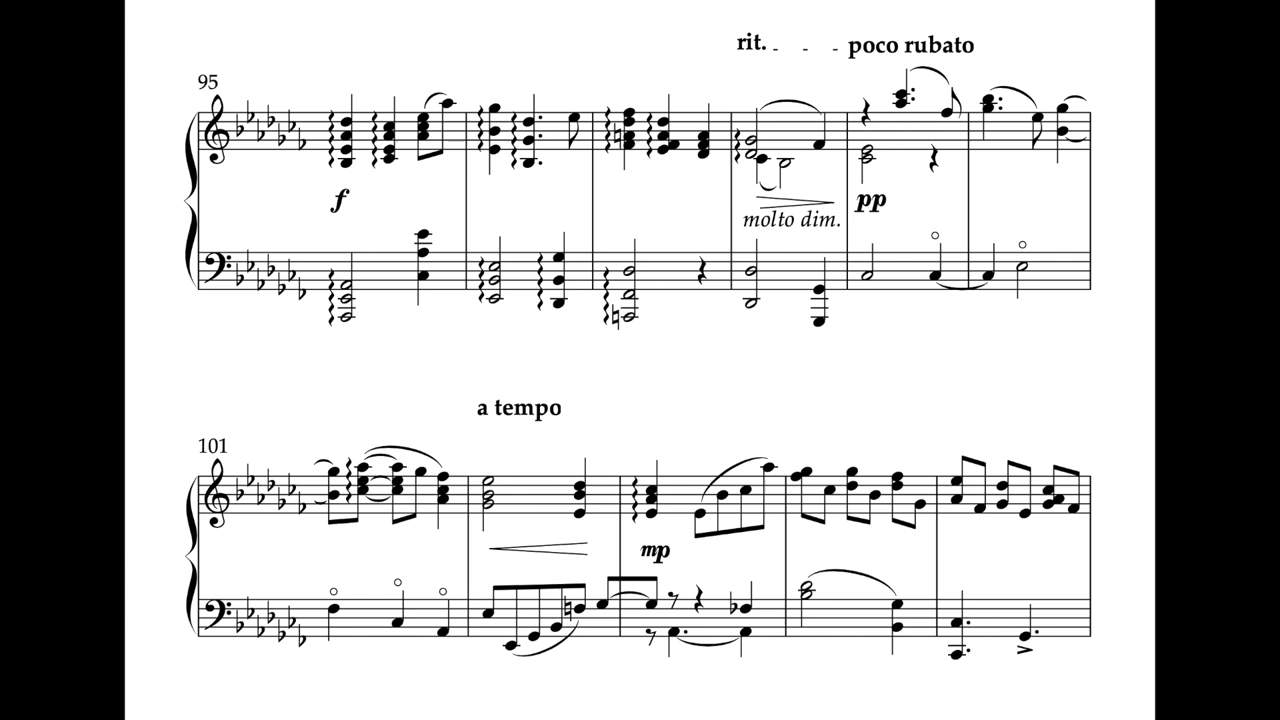 rit. - - - poco rubato
95
f
pp
molto dim.
a tempo
101
mp